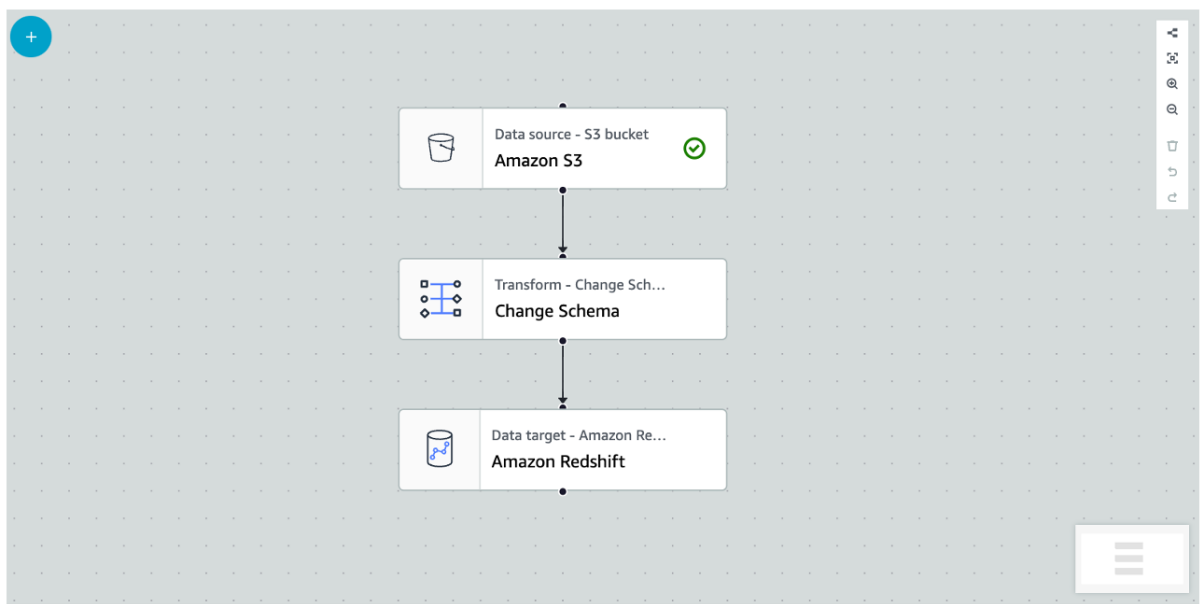 Data source - S3 bucket
Amazon S3
Transform - Change Sch...
Change Schema
Data target - Amazon Re...
Amazon Redshift